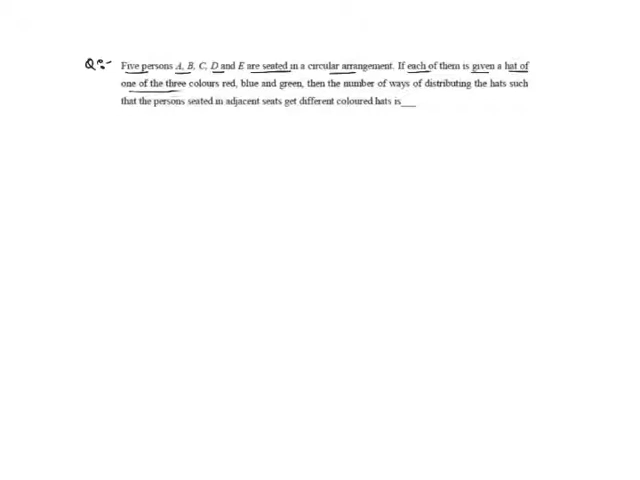 Q:- Five persons A, B, C, D and E are seated in a circular arrangement. If each of them is given a hat of
one of the three colours red, blue and green, then the number of ways of distributing the hats such
that the persons seated in adjacent seats get different coloured hats is___